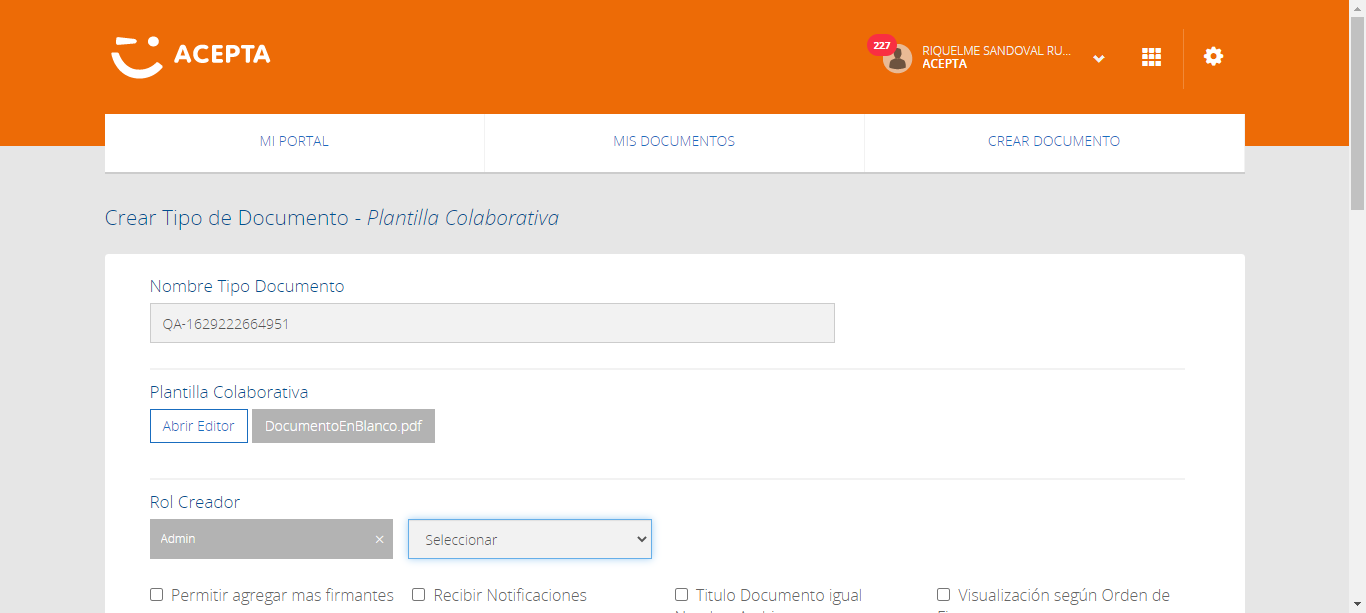 ACEPTA
227
RIQUELME SANDOVAL RU...
ACEPTA
MI PORTAL
MIS DOCUMENTOS
CREAR DOCUMENTO
Crear Tipo de Documento - Plantilla Colaborativa
Nombre Tipo Documento
QA-1629222664951
Plantilla Colaborativa
Abrir Editor
DocumentoEnBlanco.pdf
Rol Creador
Admin ×
Seleccionar
Permitir agregar mas firmantes
Recibir Notificaciones
Titulo Documento igual
Visualización según Orden de